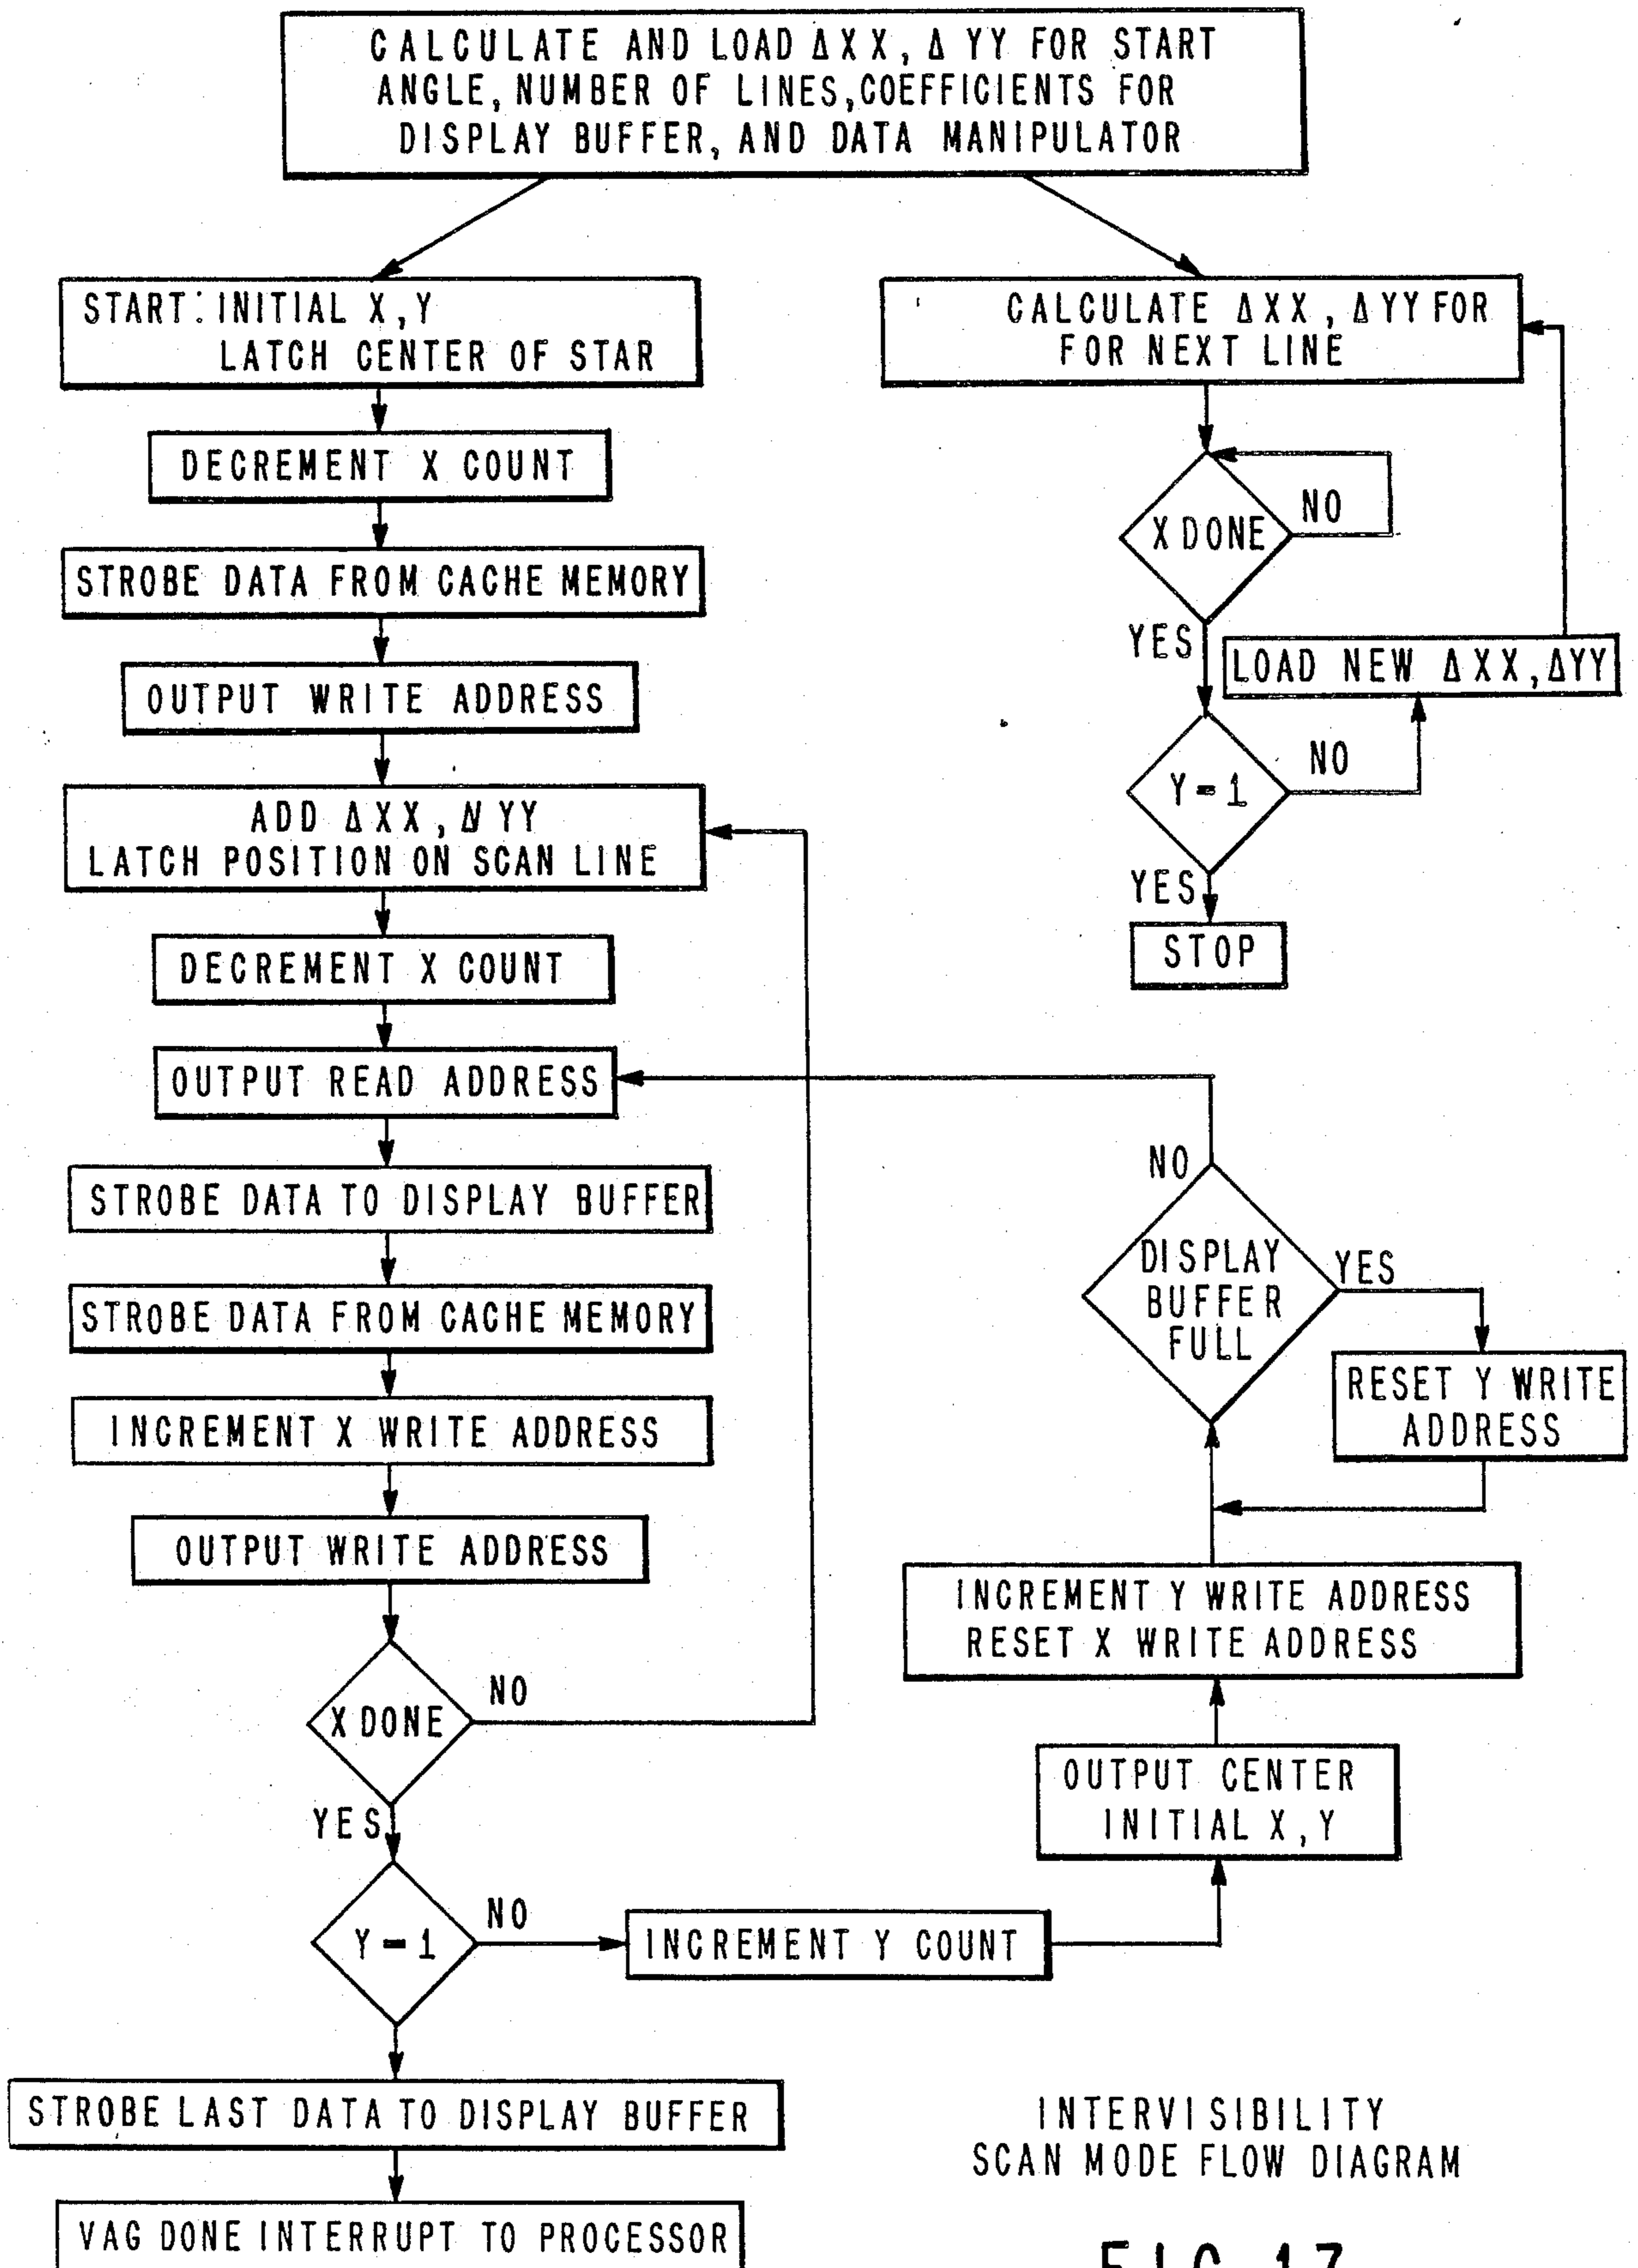 CALCULATE AND LOAD ΔXX, ΔYY FOR START
ANGLE, NUMBER OF LINES, COEFFICIENTS FOR
DISPLAY BUFFER, AND DATA MANIPULATOR
START: INITIAL X, Y
LATCH CENTER OF STAR
DECREMENT X COUNT
STROBE DATA FROM CACHE MEMORY
OUTPUT WRITE ADDRESS
ADD ΔXX, ΔYY
LATCH POSITION ON SCAN LINE
DECREMENT X COUNT
OUTPUT READ ADDRESS
STROBE DATA TO DISPLAY BUFFER
STROBE DATA FROM CACHE MEMORY
INCREMENT X WRITE ADDRESS
OUTPUT WRITE ADDRESS
X DONE
NO
YES
Y = 1
NO
INCREMENT Y COUNT
STROBE LAST DATA TO DISPLAY BUFFER
VAG DONE INTERRUPT TO PROCESSOR
CALCULATE ΔXX, ΔYY FOR
FOR NEXT LINE
X DONE
NO
YES
LOAD NEW ΔXX, ΔYY
Y = 1
NO
YES
STOP
NO
DISPLAY
BUFFER
FULL
YES
RESET Y WRITE
ADDRESS
INCREMENT Y WRITE ADDRESS
RESET X WRITE ADDRESS
OUTPUT CENTER
INITIAL X, Y
INTERVISIBILITY
SCAN MODE FLOW DIAGRAM
FIG 17